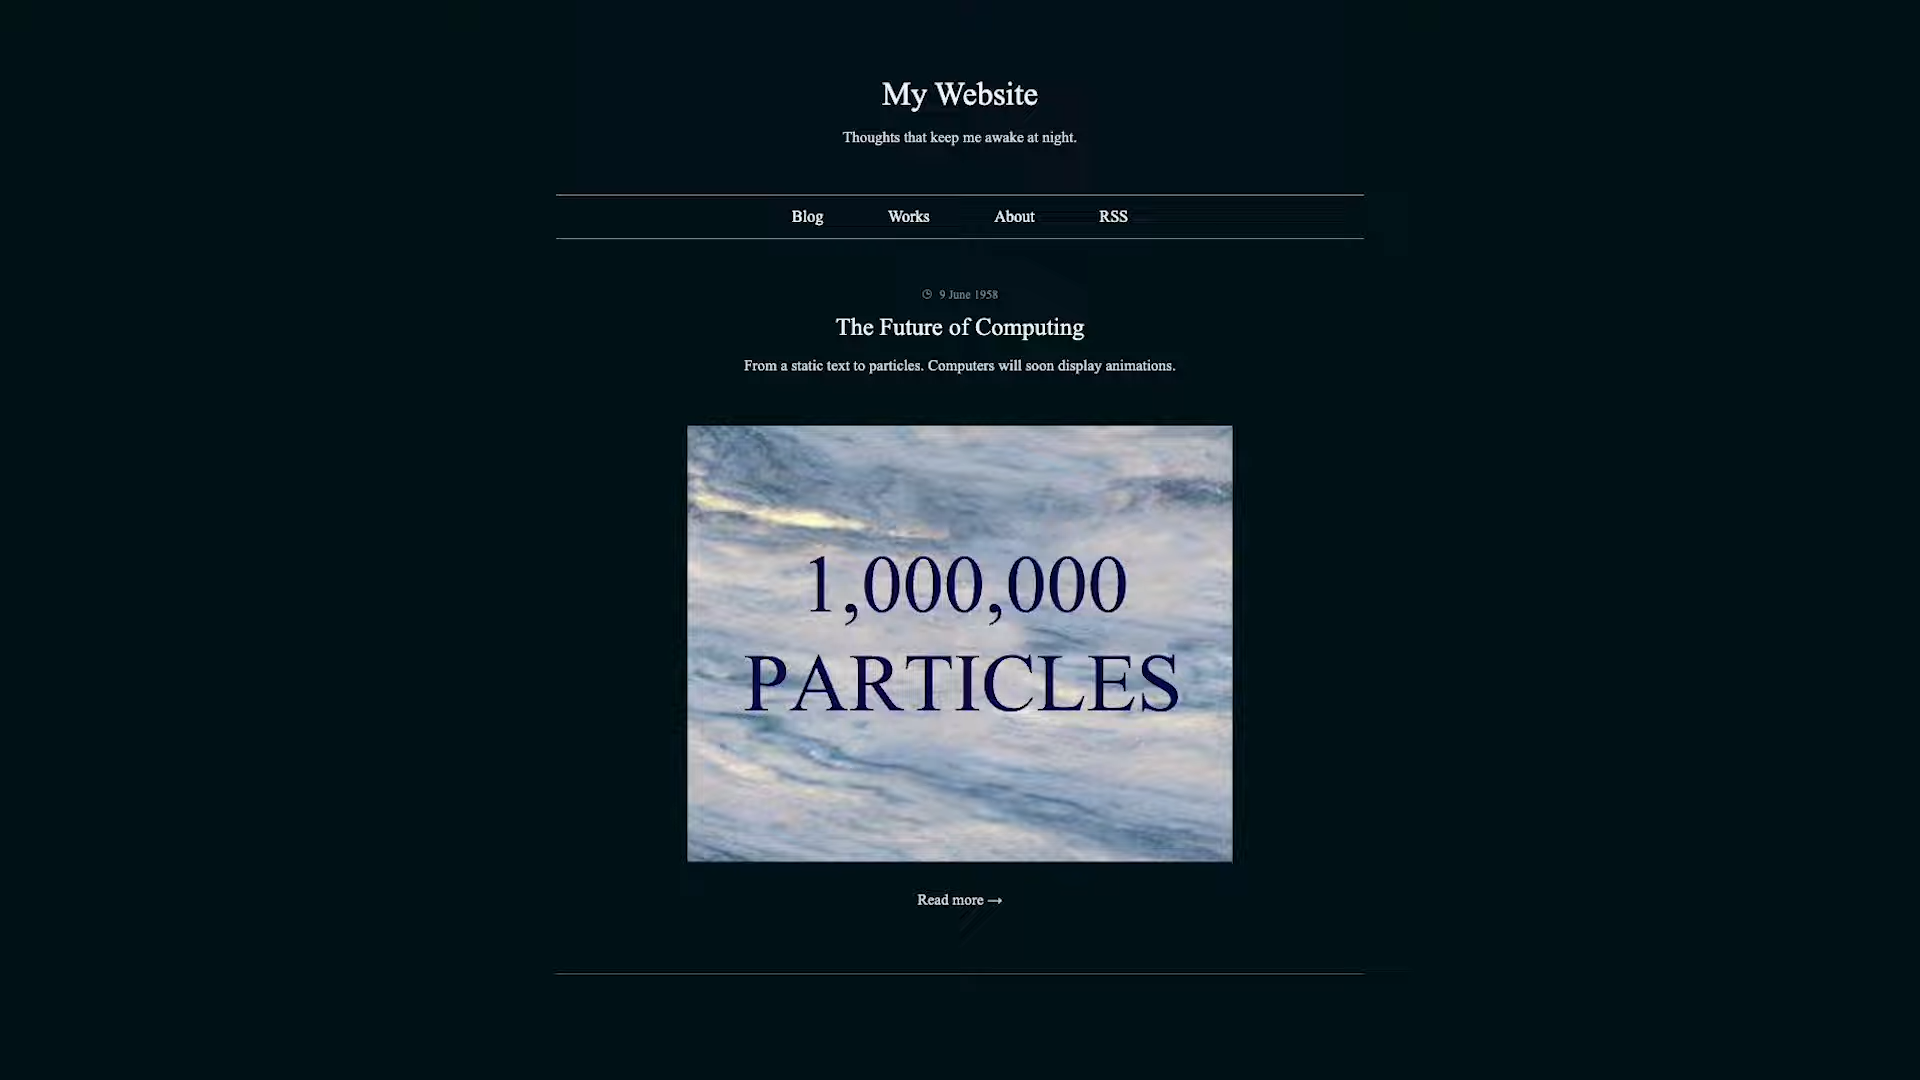 My Website
Thoughts that keep me awake at night.
Blog Works About RSS
9 June 1958
The Future of Computing
From a static text to particles. Computers will soon display animations.
1,000,000
PARTICLES
Read more →